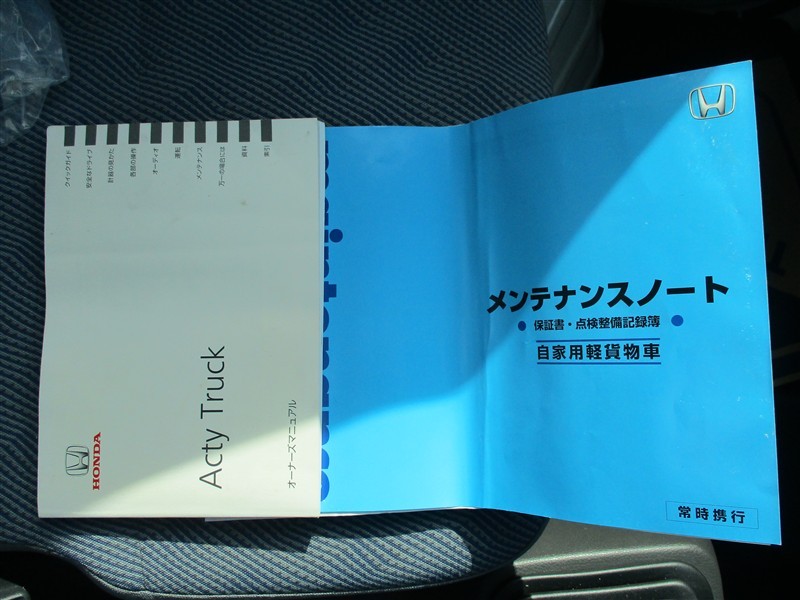 クイックガイド
安全なドライブ
計器の見かた
各部の操作
オーディオ
運転
メンテナンス
万一の場合には
資料
索引
Acty Truck
オーナーズマニュアル
HONDA
メンテナンスノート
保証書・点検整備記録簿
自家用軽貨物車
常時携行